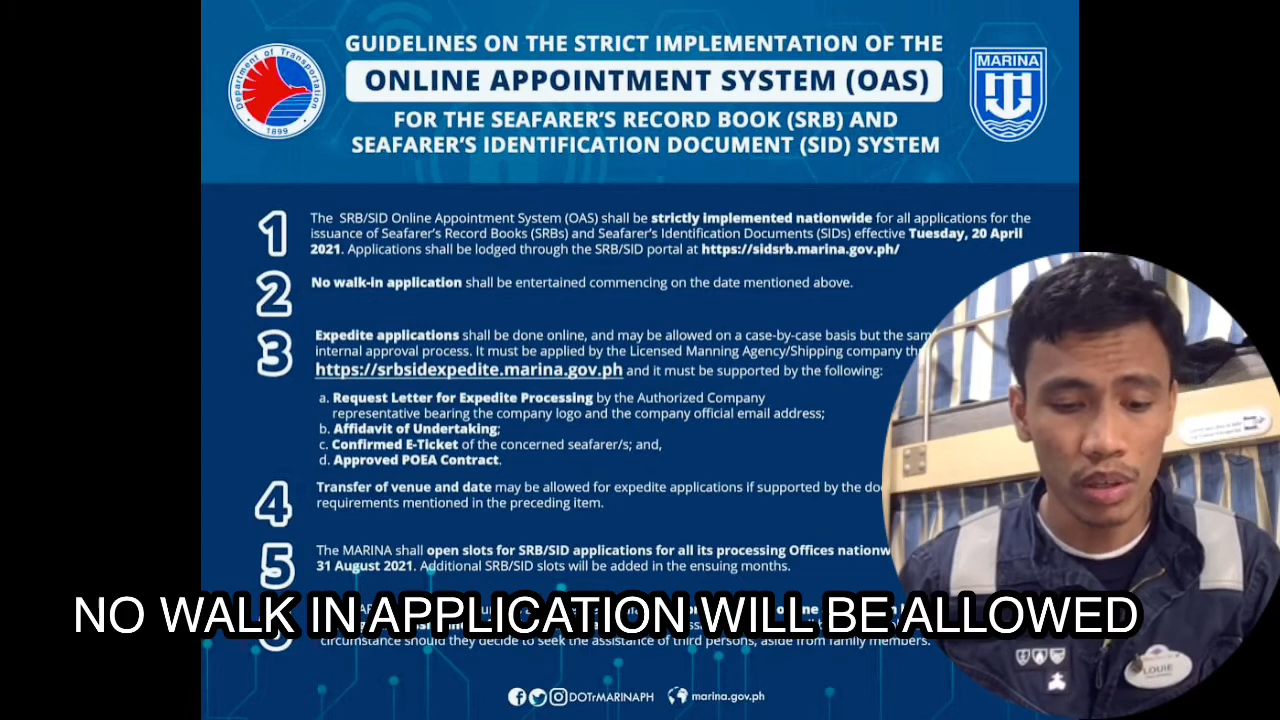 GUIDELINES ON THE STRICT IMPLEMENTATION OF THE
ONLINE APPOINTMENT SYSTEM (OAS)
FOR THE SEAFARER'S RECORD BOOK (SRB) AND
SEAFARER'S IDENTIFICATION DOCUMENT (SID) SYSTEM
Department of Transportation
1899
MARINA
1
The SRB/SID Online Appointment System (OAS) shall be strictly implemented nationwide for all applications for the
issuance of Seafarer's Record Books (SRBs) and Seafarer's Identification Documents (SIDs) effective Tuesday, 20 April
2021. Applications shall be lodged through the SRB/SID portal at https://sidsrb.marina.gov.ph/
2
No walk-in application shall be entertained commencing on the date mentioned above.
3
Expedite applications shall be done online, and may be allowed on a case-by-case basis but the
internal approval process. It must be applied by the Licensed Manning Agency/Shipping company
https://srbsidexpedite.marina.gov.ph and it must be supported by the following:
a. Request Letter for Expedite Processing by the Authorized Company
representative bearing the company logo and the company official email address;
b. Affidavit of Undertaking;
c. Confirmed E-Ticket of the concerned seafarer/s; and,
d. Approved POEA Contract.
4
Transfer of venue and date may be allowed for expedite applications if supported by the
requirements mentioned in the preceding item.
5
The MARINA shall open slots for SRB/SID applications for all its processing Offices
31 August 2021. Additional SRB/SID slots will be added in the ensuing months.
NO WALK IN APPLICATION WILL BE ALLOWED
circumstance should they decide to seek the assistance of third persons, aside from family members.
DOTrMARINAPH marina.gov.ph
LOUIE